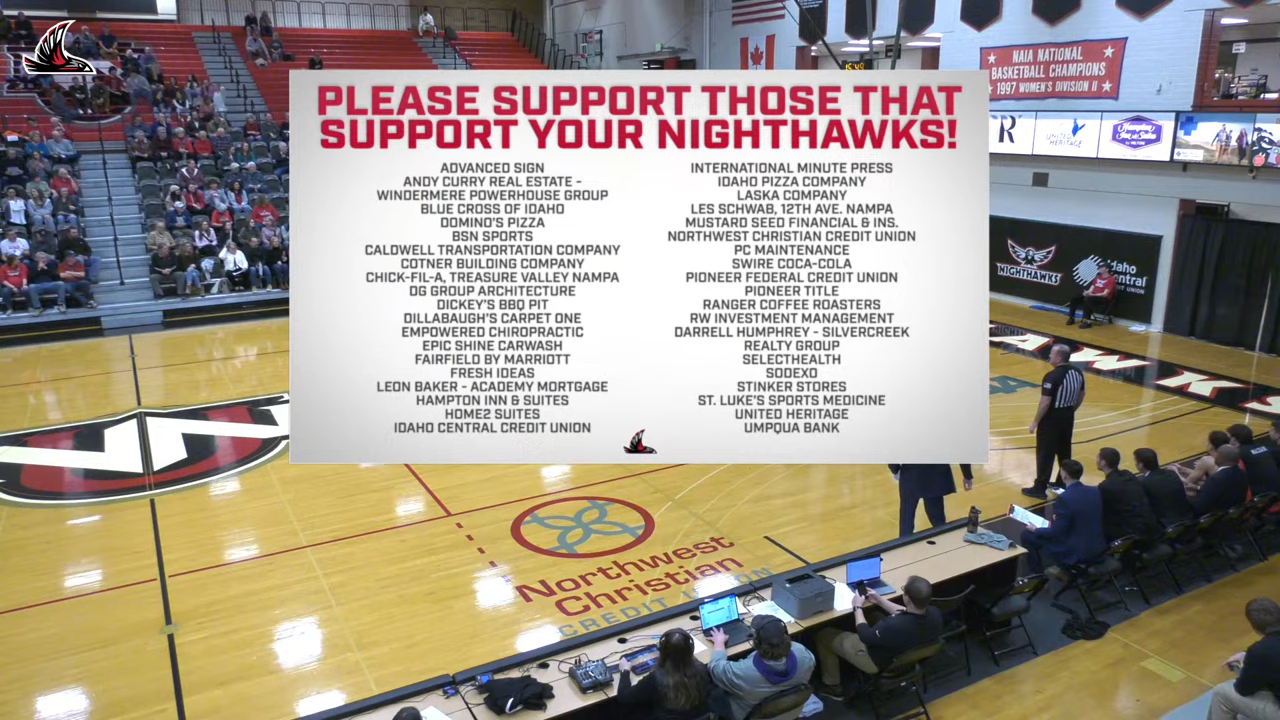 PLEASE SUPPORT THOSE THAT
SUPPORT YOUR NIGHTHAWKS!
ADVANCED SIGN
ANDY CURRY REAL ESTATE -
WINDERMERE POWERHOUSE GROUP
BLUE CROSS OF IDAHO
DOMINO'S PIZZA
BSN SPORTS
CALDWELL TRANSPORTATION COMPANY
COTNER BUILDING COMPANY
CHICK-FIL-A, TREASURE VALLEY NAMPA
DG GROUP ARCHITECTURE
DICKEY'S BBQ PIT
DILLABAUGH'S CARPET ONE
EMPOWERED CHIROPRACTIC
EPIC SHINE CARWASH
FAIRFIELD BY MARRIOTT
FRESH IDEAS
LEON BAKER - ACADEMY MORTGAGE
HAMPTON INN & SUITES
HOME2 SUITES
IDAHO CENTRAL CREDIT UNION
INTERNATIONAL MINUTE PRESS
IDAHO PIZZA COMPANY
LASKA COMPANY
LES SCHWAB, 12TH AVE. NAMPA
MUSTARD SEED FINANCIAL & INS.
NORTHWEST CHRISTIAN CREDIT UNION
PC MAINTENANCE
SWIRE COCA-COLA
PIONEER FEDERAL CREDIT UNION
PIONEER TITLE
RANGER COFFEE ROASTERS
RW INVESTMENT MANAGEMENT
DARRELL HUMPHREY - SILVERCREEK
REALTY GROUP
SELECTHEALTH
SODEXO
STINKER STORES
ST. LUKE'S SPORTS MEDICINE
UNITED HERITAGE
UMPQUA BANK
NAIA NATIONAL
BASKETBALL CHAMPIONS
1997 WOMEN'S DIVISION II
R
UNITED
HERITAGE
NIGHTHAWKS
Idaho
Central
CREDIT UNION
AWKS
Northwest
Christian
CREDIT UNION